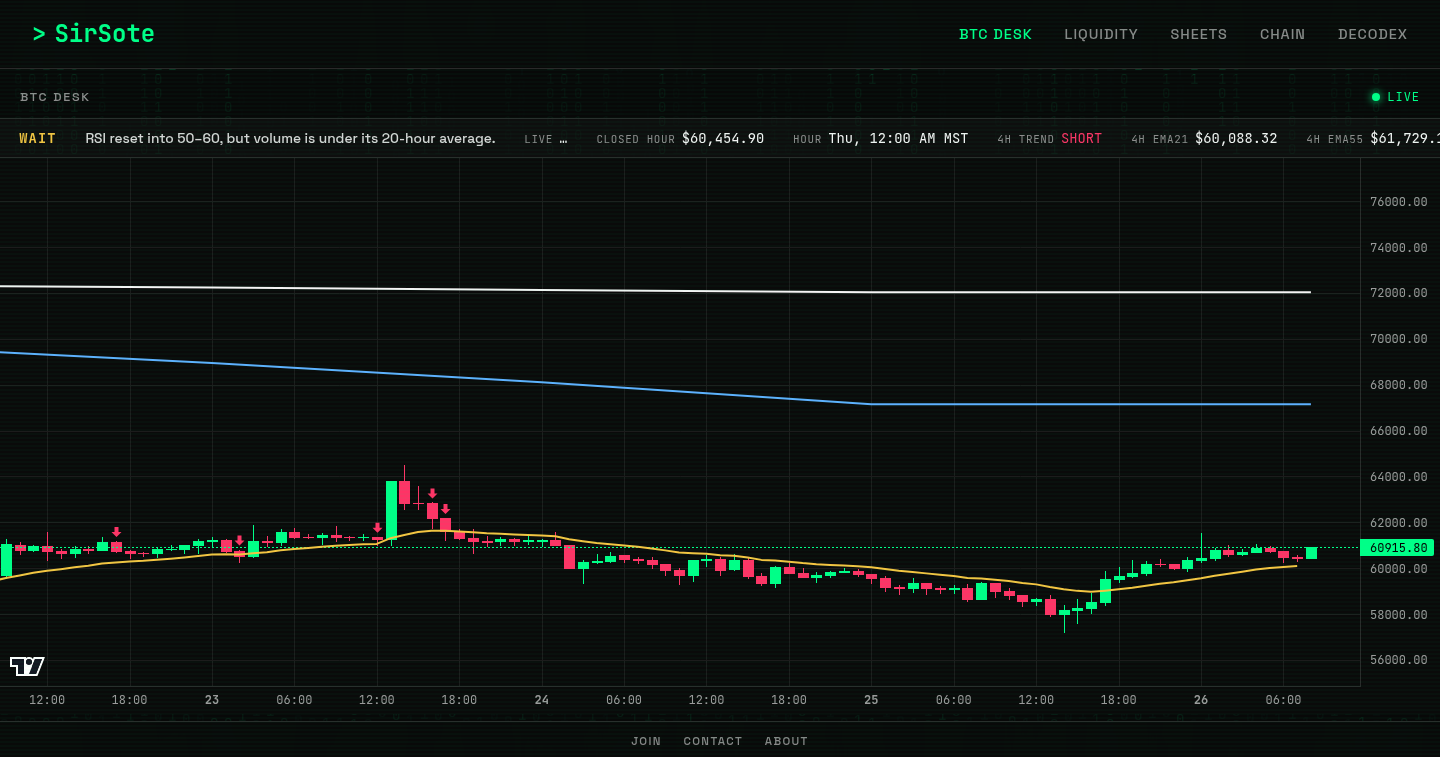 > SirSote
BTC DESK LIQUIDITY SHEETS CHAIN DECODEX
BTC DESK
LIVE
WAIT RSI reset into 50–60, but volume is under its 20-hour average. LIVE … CLOSED HOUR $60,454.90 HOUR Thu, 12:00 AM MST 4H TREND SHORT 4H EMA21 $60,088.32 4H EMA55 $61,729.1
76000.00
74000.00
72000.00
70000.00
68000.00
66000.00
64000.00
62000.00
60915.80
60000.00
58000.00
56000.00
12:00 18:00 23 06:00 12:00 18:00 24 06:00 12:00 18:00 25 06:00 12:00 18:00 26 06:00
JOIN CONTACT ABOUT